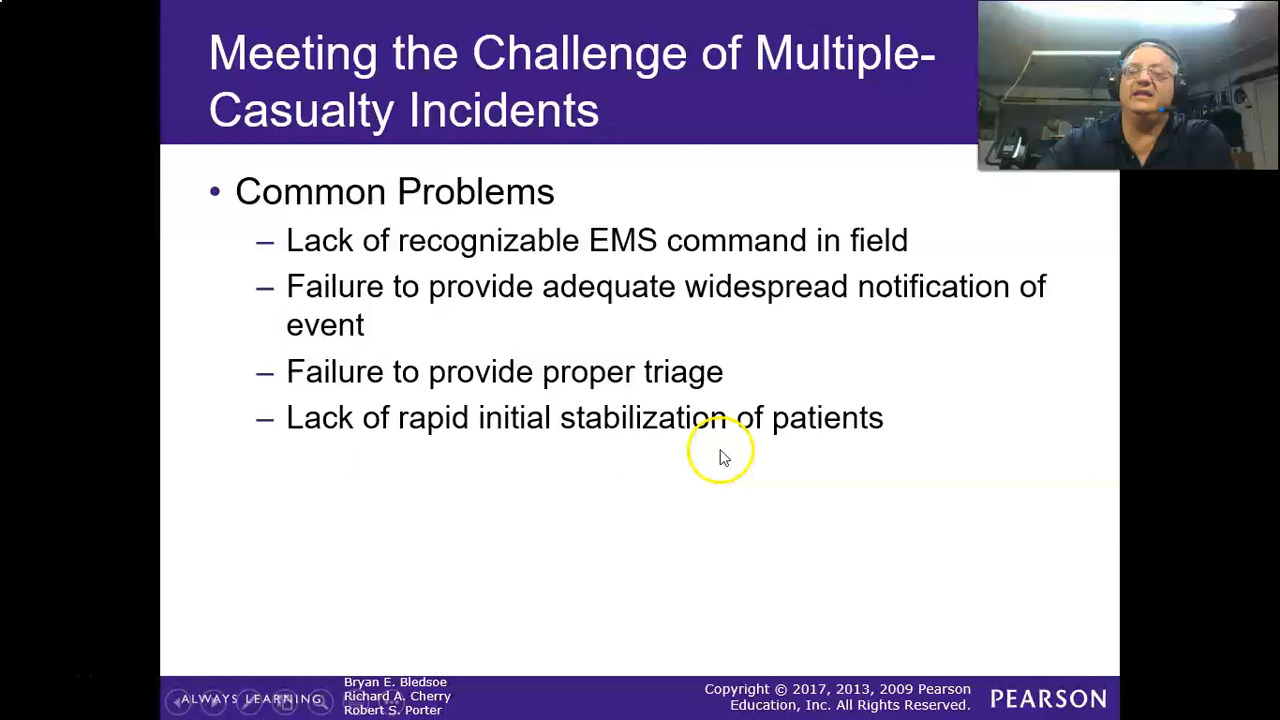 Meeting the Challenge of Multiple-
Casualty Incidents
• Common Problems
– Lack of recognizable EMS command in field
– Failure to provide adequate widespread notification of
event
– Failure to provide proper triage
– Lack of rapid initial stabilization of patients
ALWAYS LEARNING
Bryan E. Bledsoe
Richard A. Cherry
Robert S. Porter
Copyright © 2017, 2013, 2009 Pearson
Education, Inc. All Rights Reserved.
PEARSON